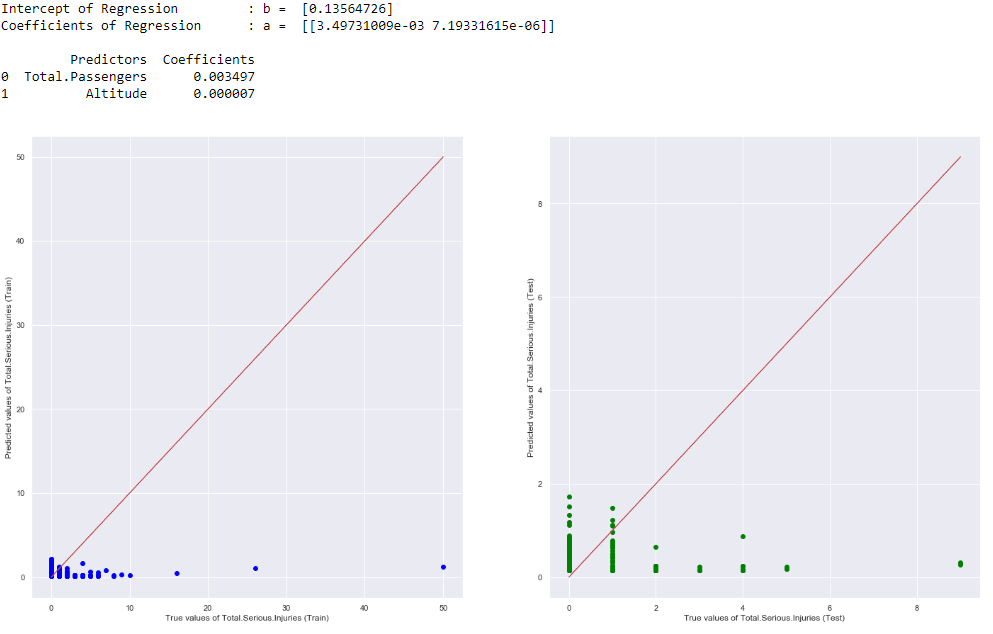 Intercept of Regression : b = [0.13564726]
Coefficients of Regression : a = [[3.49731009e-03 7.19331615e-06]]
Predictors Coefficients
0 Total.Passengers 0.003497
1 Altitude 0.000007
Predicted values of Total.Serious.Injuries (Train)
50
40
30
20
10
0
0 10 20 30 40 50
True values of Total.Serious.Injuries (Train)
Predicted values of Total.Serious.Injuries (Test)
8
6
4
2
0
0 2 4 6 8
True values of Total.Serious.Injuries (Test)